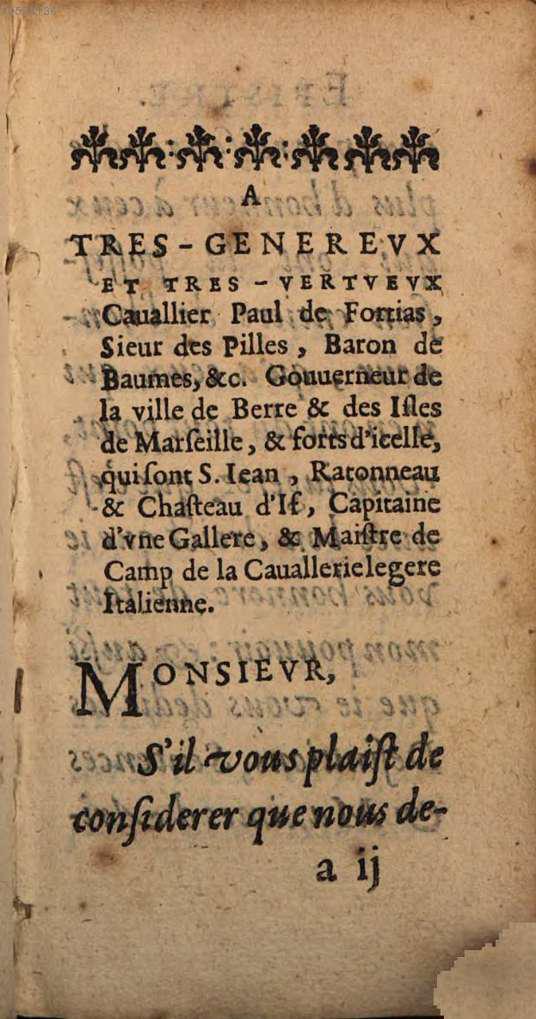 A
TRES-GENEREVX
ET TRES-VERTVEVX
Cauallier Paul de Fortias,
Sieur des Pilles, Baron de
Baumes, &c. Gouuerneur de
la ville de Berre & des Iſles
de Marſeille, & forts d'icelle,
qui ſont S. Iean, Ratonneau
& Chaſteau d'If, Capitaine
d'vne Gallere, & Maiſtre de
Camp de la Cauallerie legere
Italienne.
MONSIEVR,
S'il vous plaiſt de
conſiderer que nous de-
a ij